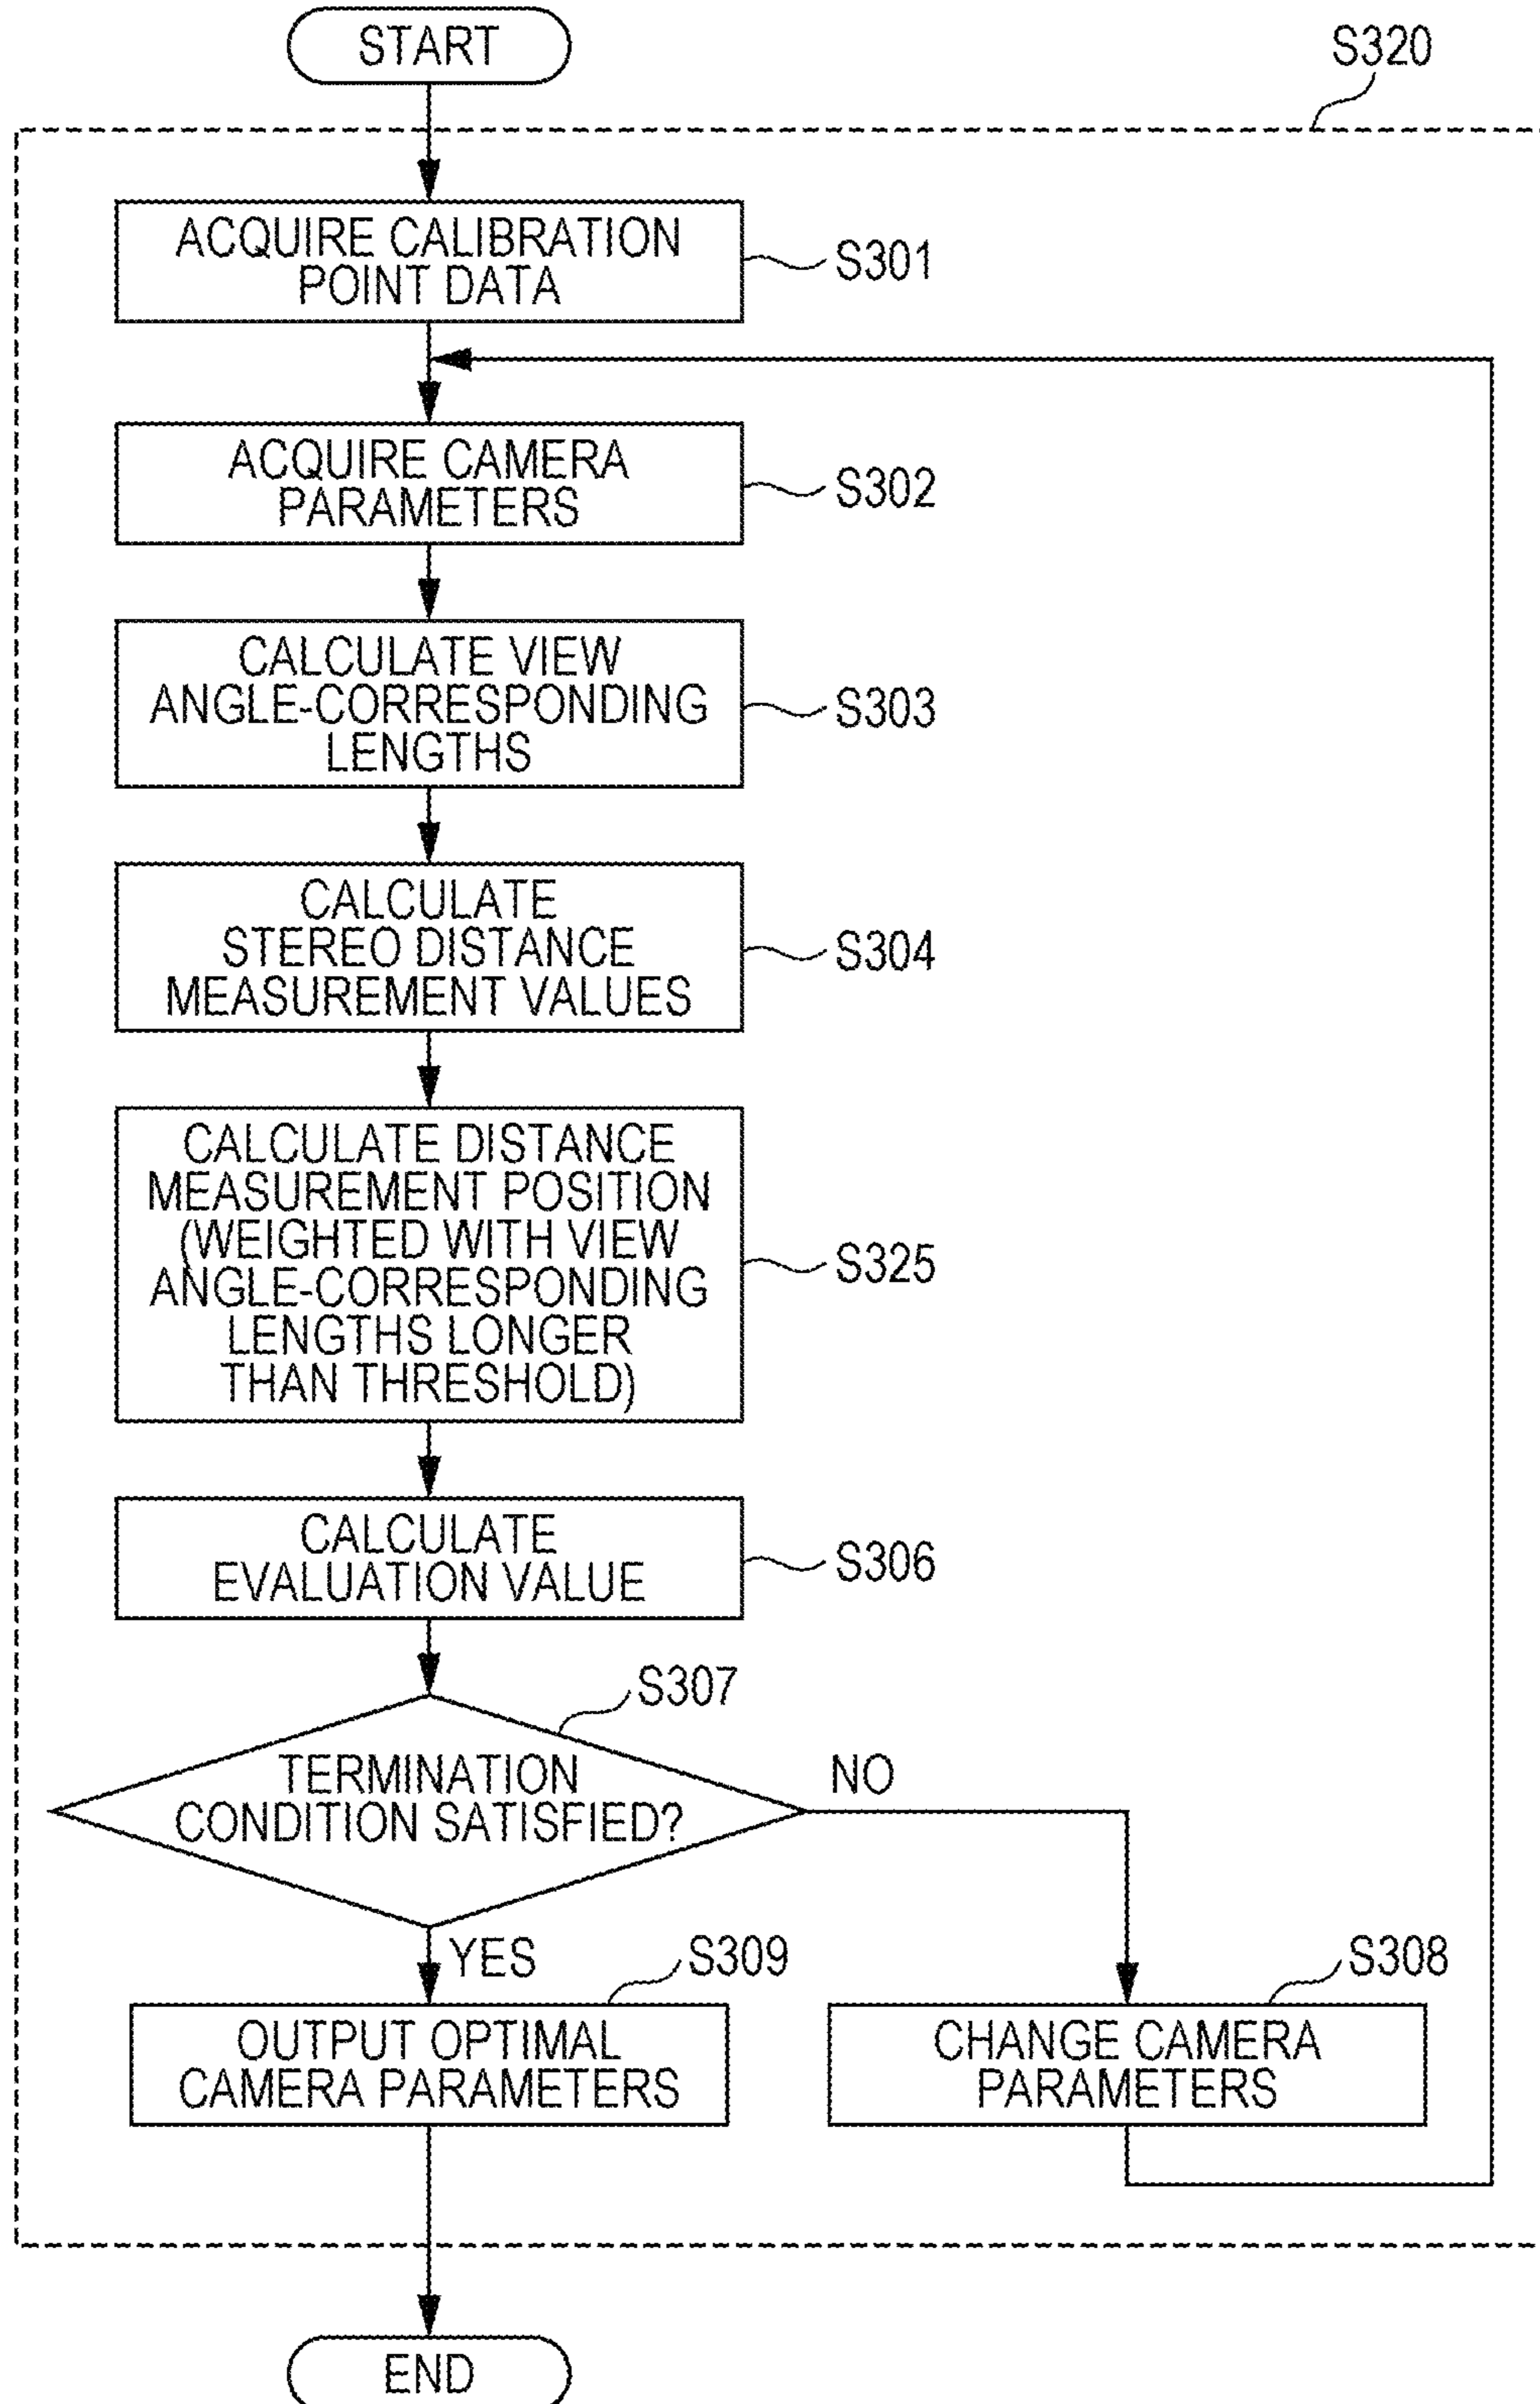 START
S320
ACQUIRE CALIBRATION
POINT DATA
S301
ACQUIRE CAMERA
PARAMETERS
S302
CALCULATE VIEW
ANGLE-CORRESPONDING
LENGTHS
S303
CALCULATE
STEREO DISTANCE
MEASUREMENT VALUES
S304
CALCULATE DISTANCE
MEASUREMENT POSITION
(WEIGHTED WITH VIEW
ANGLE-CORRESPONDING
LENGTHS LONGER
THAN THRESHOLD)
S325
CALCULATE
EVALUATION VALUE
S306
S307
TERMINATION
CONDITION SATISFIED?
NO
YES
S309
S308
OUTPUT OPTIMAL
CAMERA PARAMETERS
CHANGE CAMERA
PARAMETERS
END